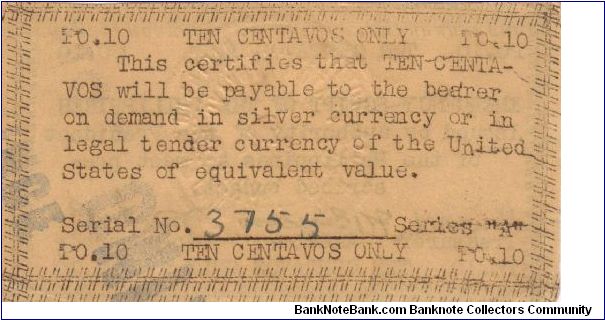 P0.10 TEN CENTAVOS ONLY P0.10
This certifies that TEN CENTA-
VOS will be payable to the bearer
on demand in silver currency or in
legal tender currency of the United
States of equivalent value.
Serial No. 3755 Series "A"
P0.10 TEN CENTAVOS ONLY P0.10
BankNoteBank.com Banknote Collectors Community